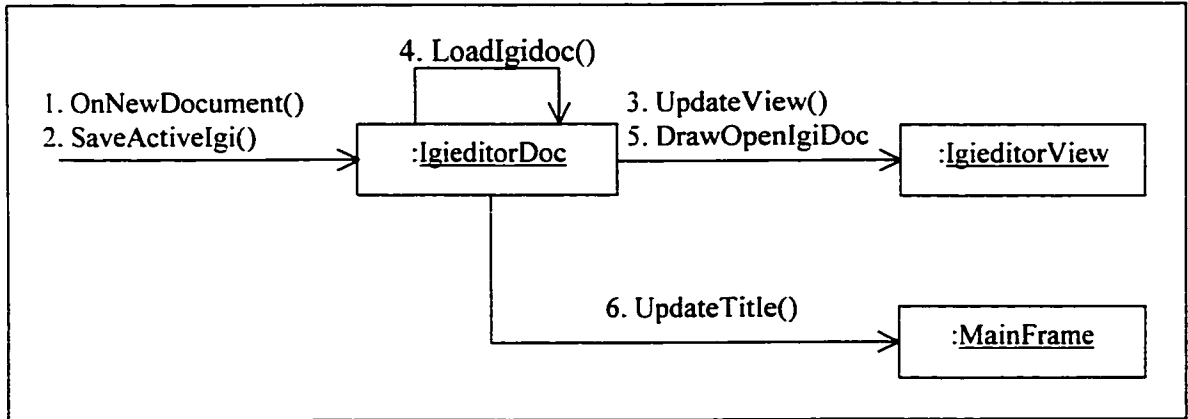 4. LoadIgidoc()
1. OnNewDocument()
2. SaveActiveIgi()
:IgieditorDoc
3. UpdateView()
5. DrawOpenIgiDoc
:IgieditorView
6. UpdateTitle()
:MainFrame